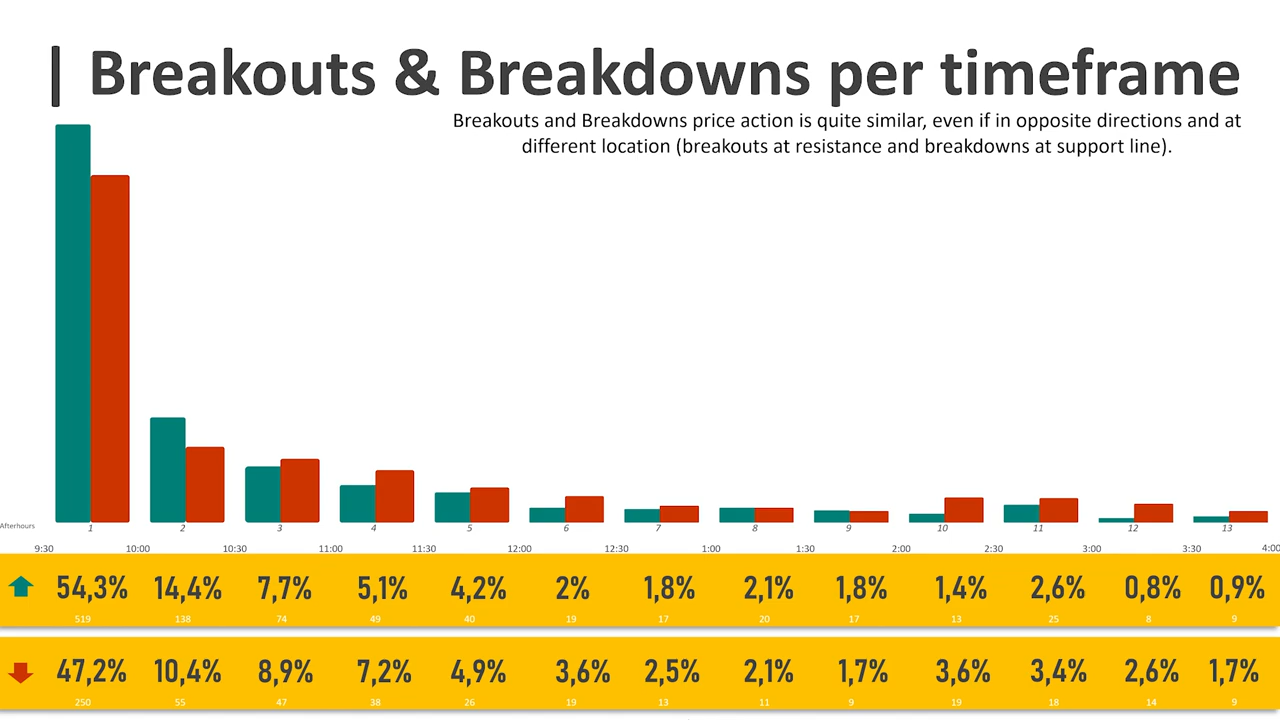 | Breakouts & Breakdowns per timeframe
Breakouts and Breakdowns price action is quite similar, even if in opposite directions and at
different location (breakouts at resistance and breakdowns at support line).
Afterhours 1 2 3 4 5 6 7 8 9 10 11 12 13
9:30 10:00 10:30 11:00 11:30 12:00 12:30 1:00 1:30 2:00 2:30 3:00 3:30 4:00
54,3% 14,4% 7,7% 5,1% 4,2% 2% 1,8% 2,1% 1,8% 1,4% 2,6% 0,8% 0,9%
519 138 74 49 40 19 17 20 17 13 25 8 9
47,2% 10,4% 8,9% 7,2% 4,9% 3,6% 2,5% 2,1% 1,7% 3,6% 3,4% 2,6% 1,7%
250 55 47 38 26 19 13 11 9 19 18 14 9